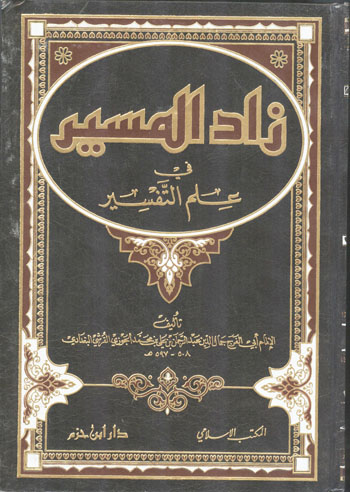 زاد المسير
في
علم التفسير
تأليف
الإمام أبي الفرج جمال الدين عبد الرحمن بن علي بن محمد الجوزي القرشي البغدادي
٥٠٨ - ٥٩٧ هـ
المكتب الإسلامي
دار ابن حزم